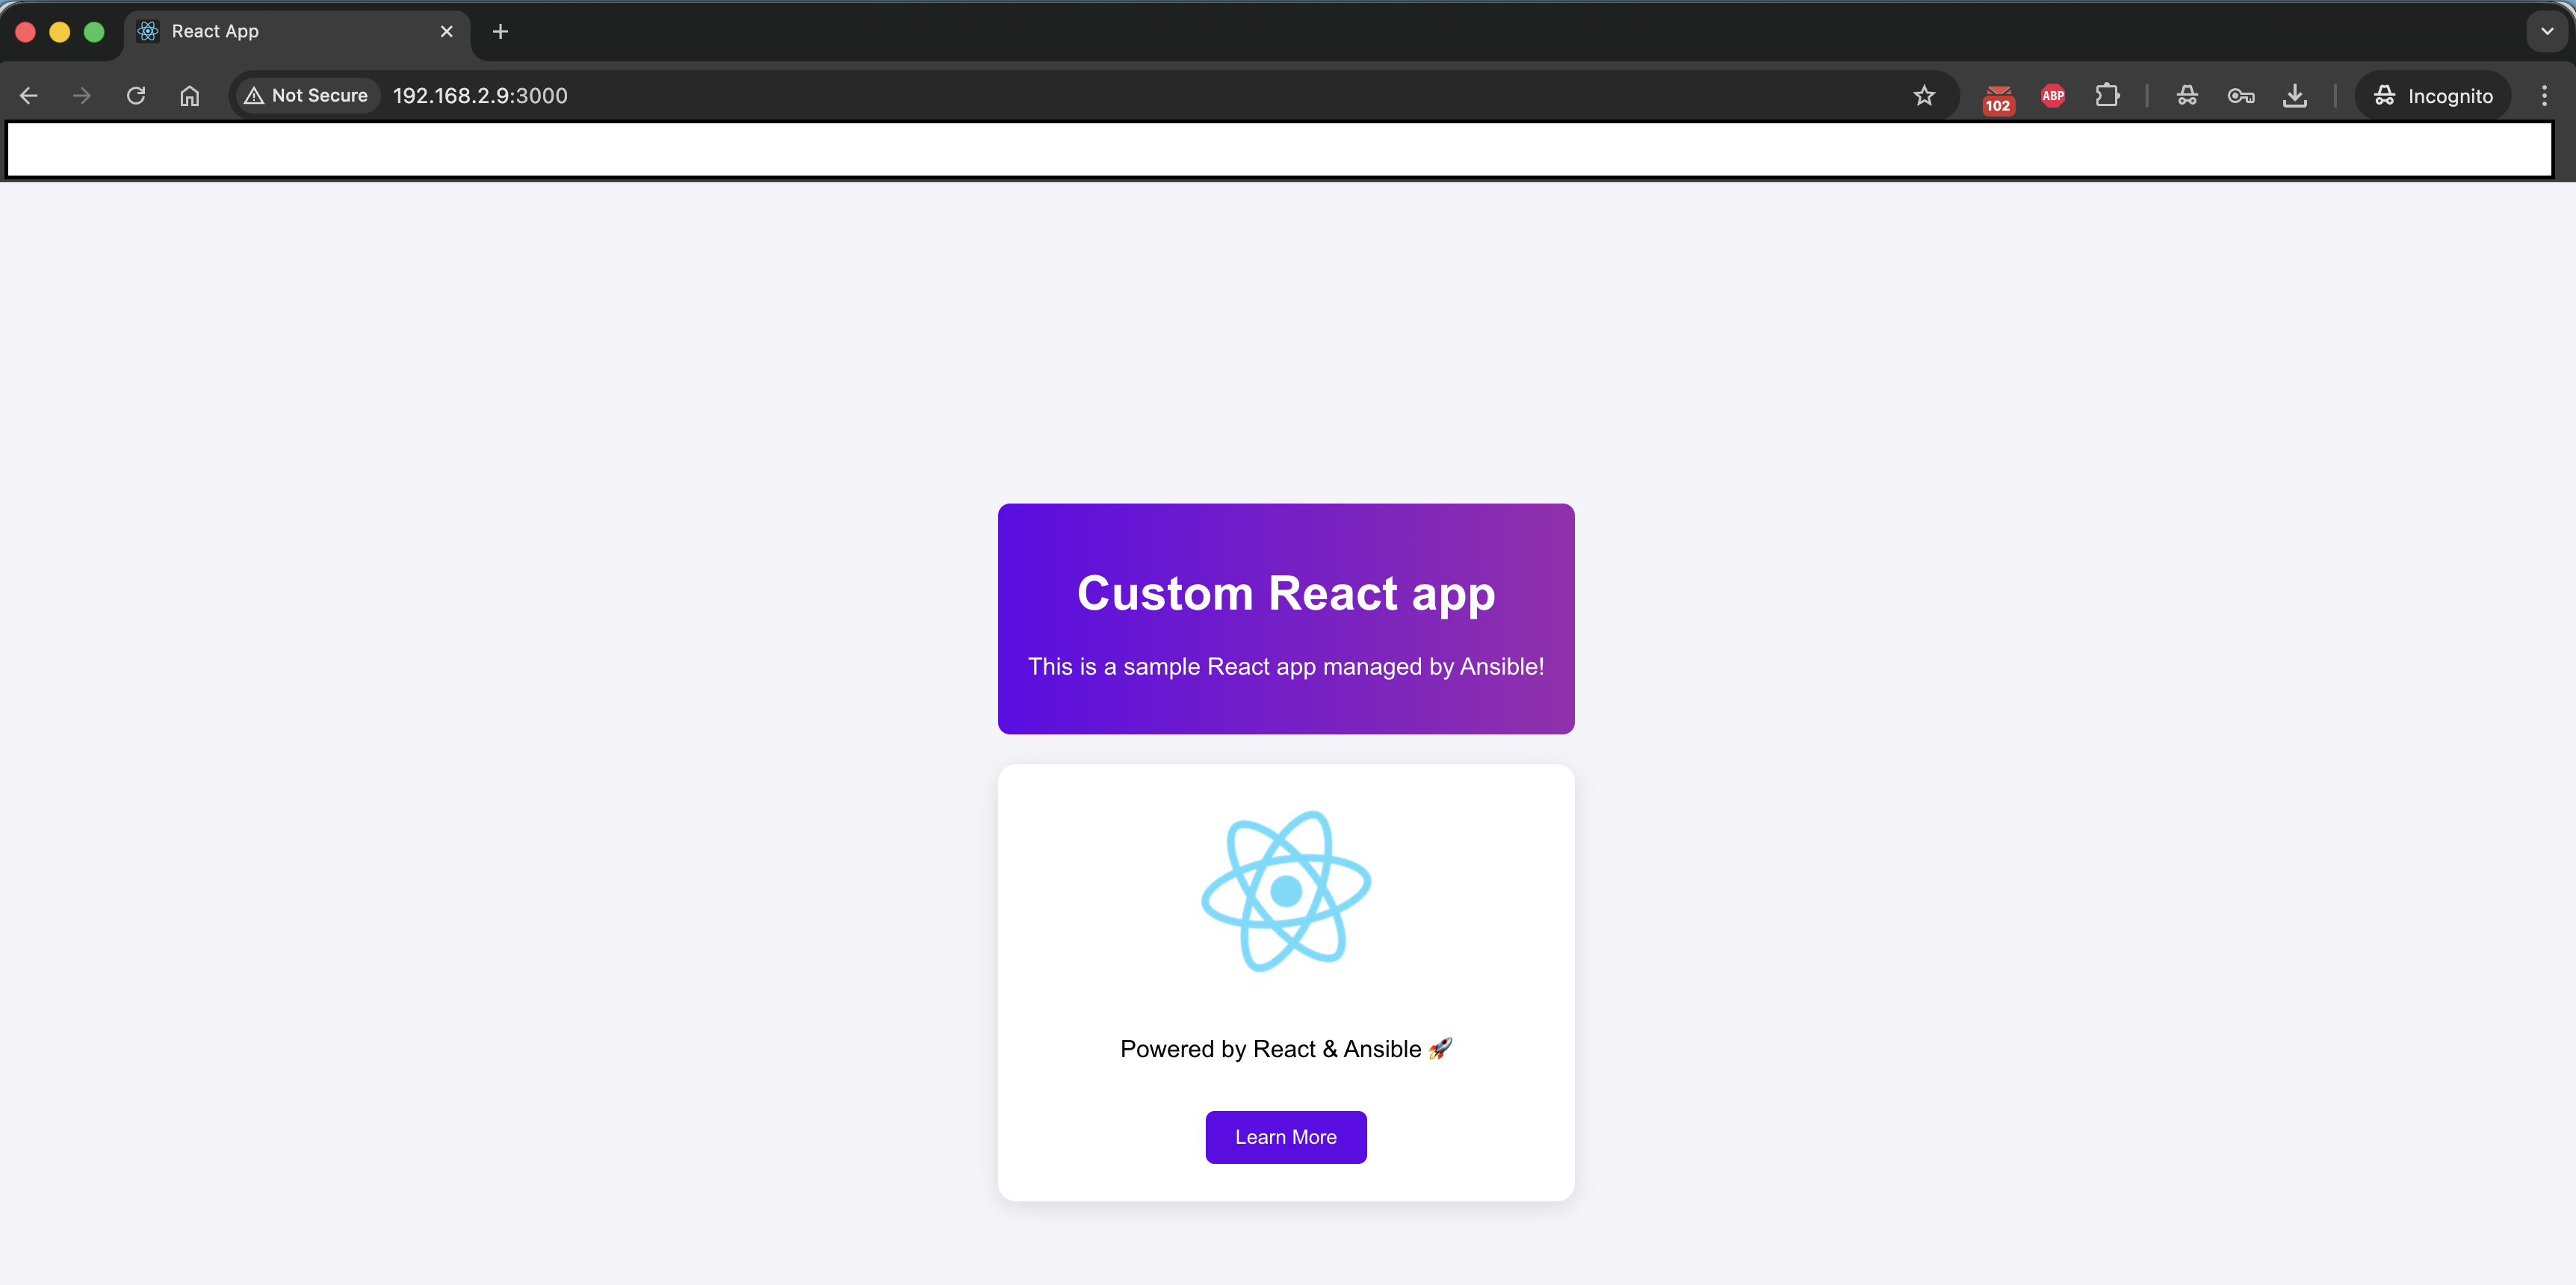 React App
Not Secure 192.168.2.9:3000 102 ABP Incognito
Custom React app
This is a sample React app managed by Ansible!
Powered by React & Ansible 🚀
Learn More